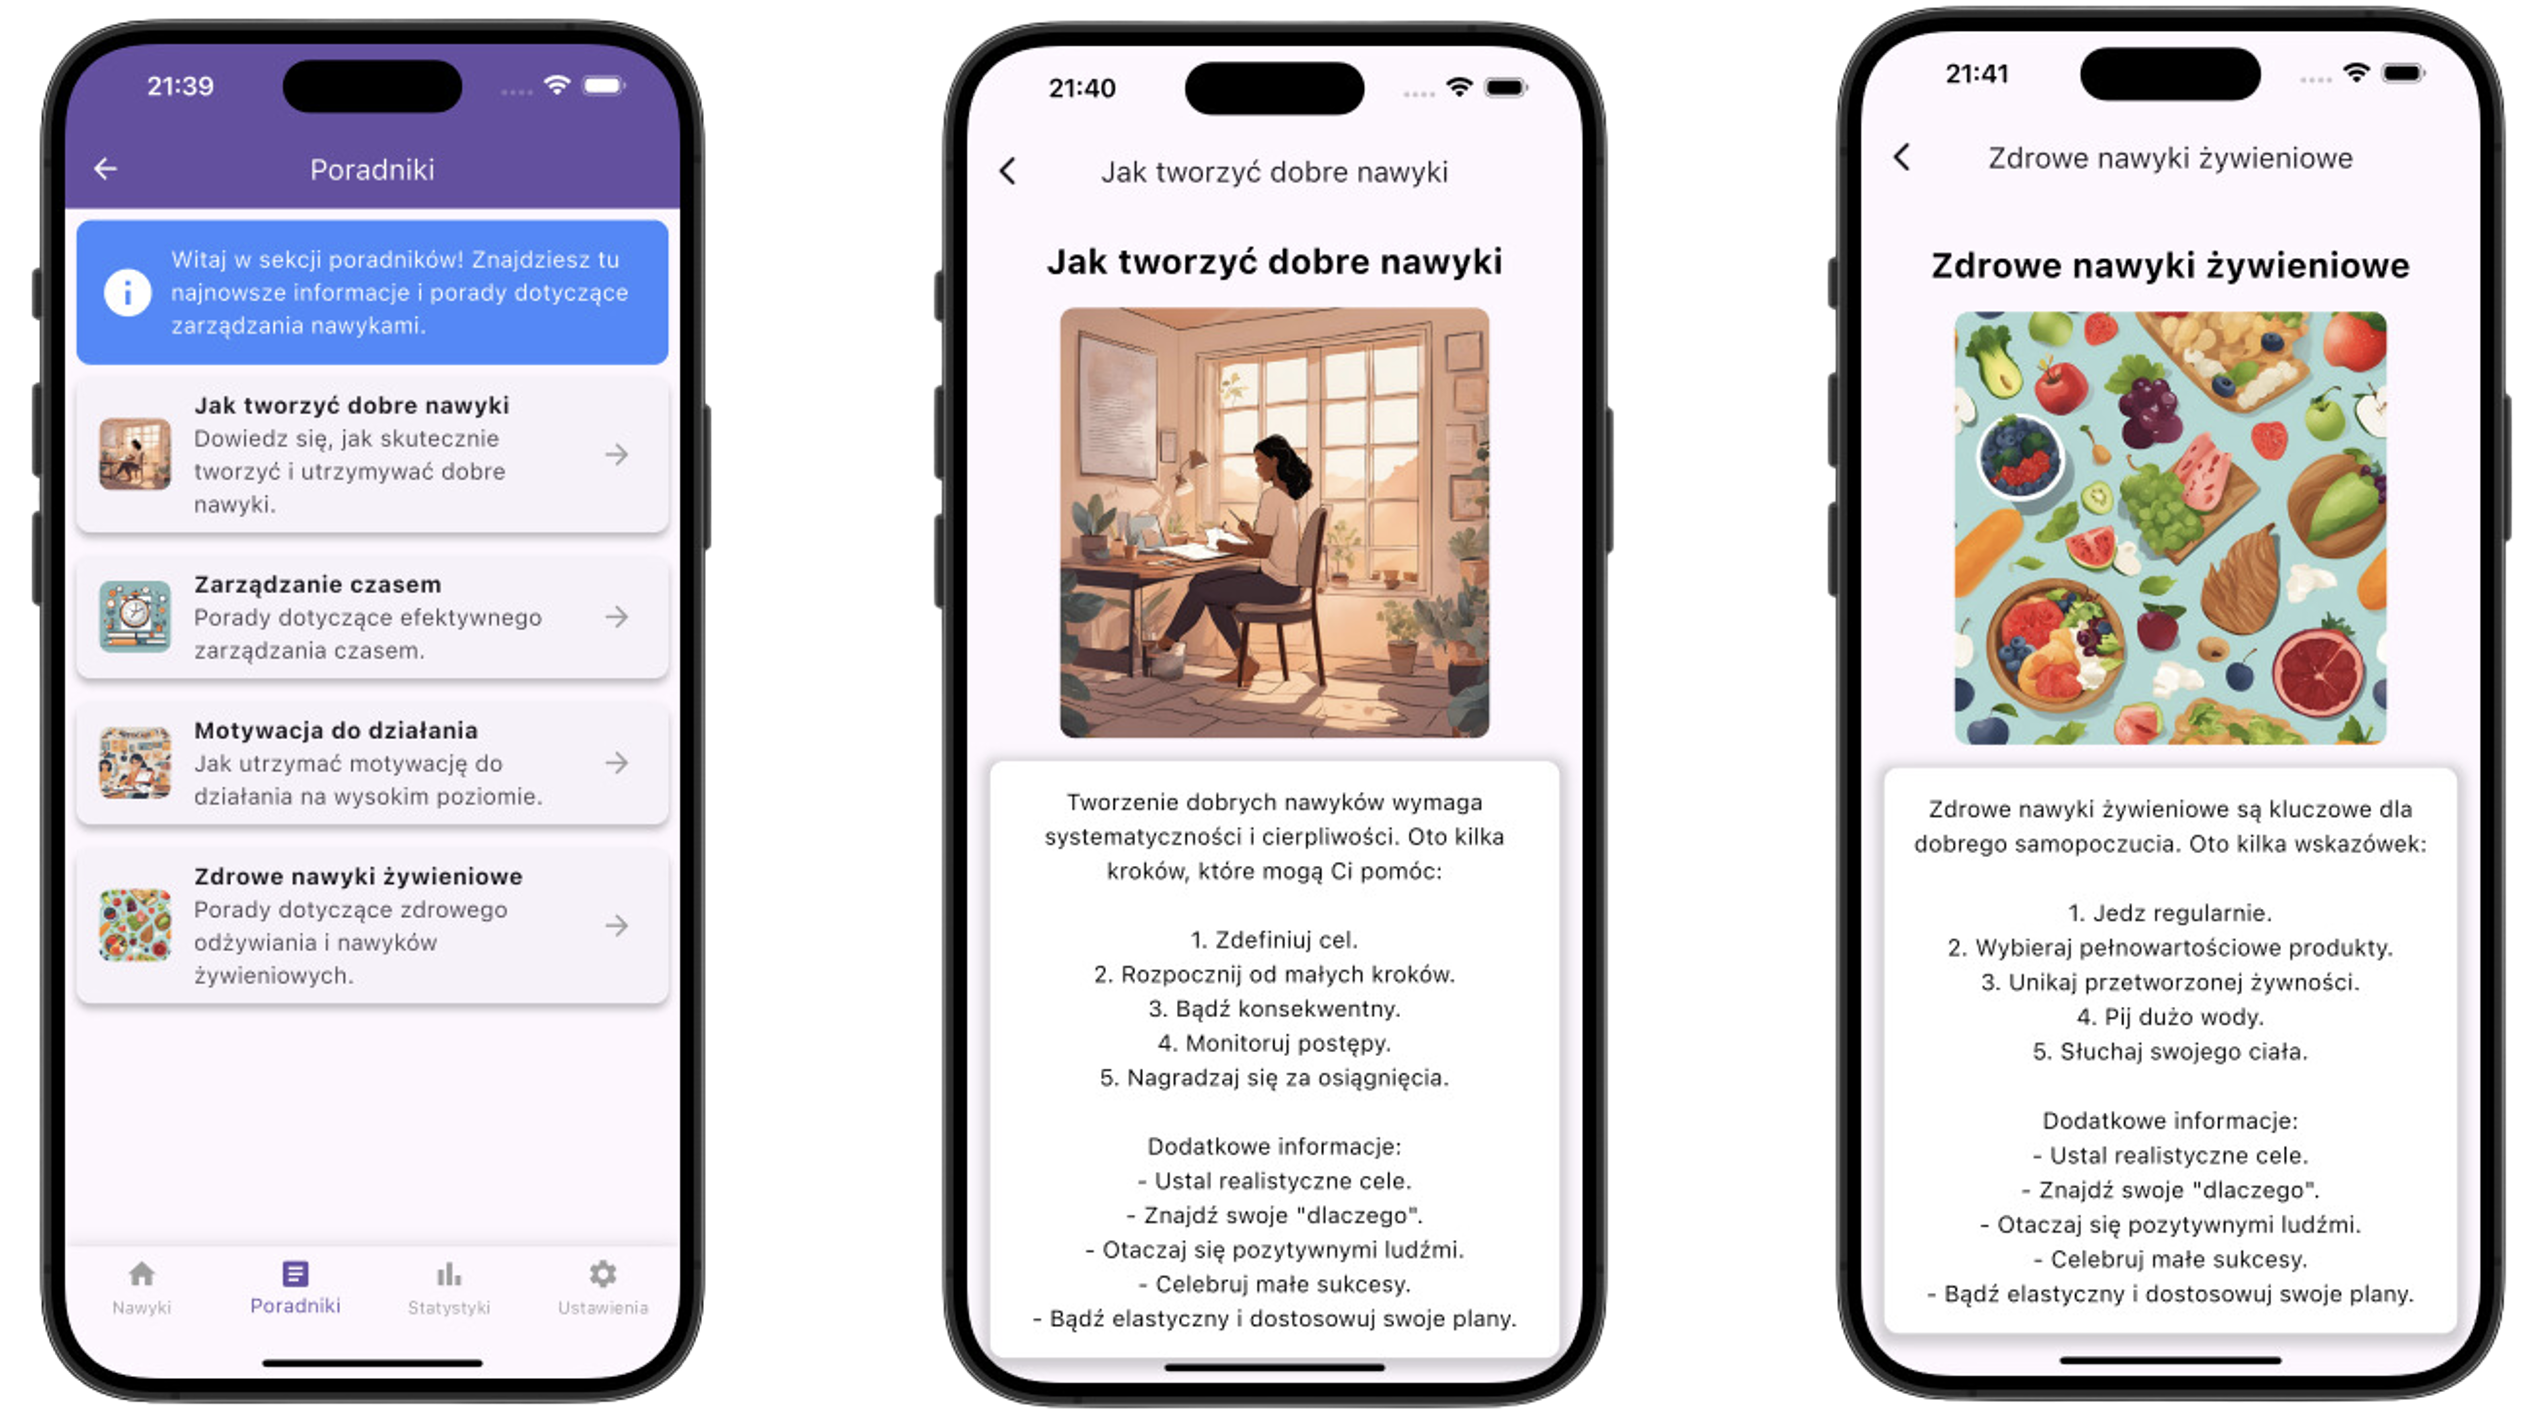 21:39
Poradniki
Witaj w sekcji poradników! Znajdziesz tu
najnowsze informacje i porady dotyczące
zarządzania nawykami.
Jak tworzyć dobre nawyki
Dowiedz się, jak skutecznie
tworzyć i utrzymywać dobre
nawyki.
Zarządzanie czasem
Porady dotyczące efektywnego
zarządzania czasem.
Motywacja do działania
Jak utrzymać motywację do
działania na wysokim poziomie.
Zdrowe nawyki żywieniowe
Porady dotyczące zdrowego
odżywiania i nawyków
żywieniowych.
Nawyki
Poradniki
Statystyki
Ustawienia
21:40
Jak tworzyć dobre nawyki
Jak tworzyć dobre nawyki
Tworzenie dobrych nawyków wymaga
systematyczności i cierpliwości. Oto kilka
kroków, które mogą Ci pomóc:
1. Zdefiniuj cel.
2. Rozpocznij od małych kroków.
3. Bądź konsekwentny.
4. Monitoruj postępy.
5. Nagradzaj się za osiągnięcia.
Dodatkowe informacje:
- Ustal realistyczne cele.
- Znajdź swoje "dlaczego".
- Otaczaj się pozytywnymi ludźmi.
- Celebruj małe sukcesy.
- Bądź elastyczny i dostosowuj swoje plany.
21:41
Zdrowe nawyki żywieniowe
Zdrowe nawyki żywieniowe
Zdrowe nawyki żywieniowe są kluczowe dla
dobrego samopoczucia. Oto kilka wskazówek:
1. Jedz regularnie.
2. Wybieraj pełnowartościowe produkty.
3. Unikaj przetworzonej żywności.
4. Pij dużo wody.
5. Słuchaj swojego ciała.
Dodatkowe informacje:
- Ustal realistyczne cele.
- Znajdź swoje "dlaczego".
- Otaczaj się pozytywnymi ludźmi.
- Celebruj małe sukcesy.
- Bądź elastyczny i dostosowuj swoje plany.